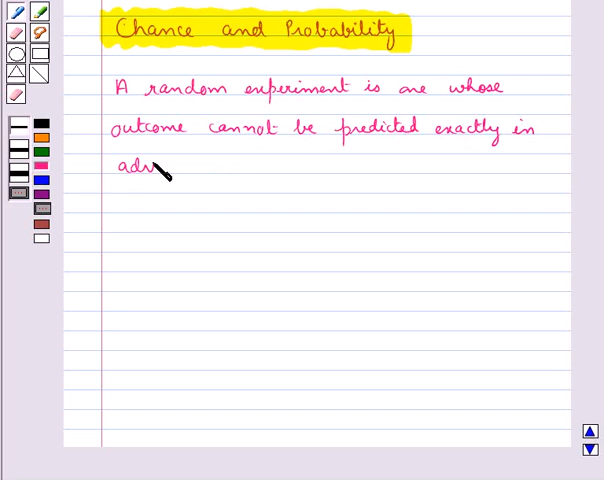 Chance and Probability
A random experiment is one whose
outcome cannot be predicted exactly in
adv